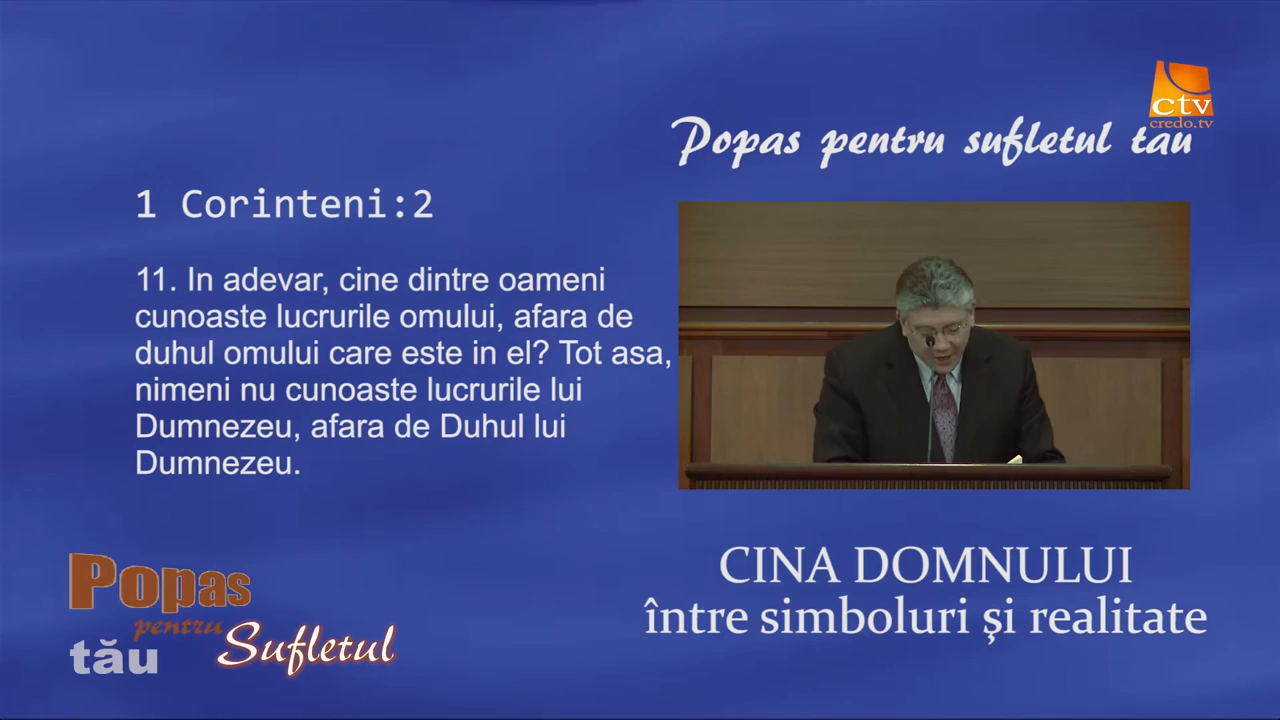 ctv
credo.tv
Popas pentru sufletul tau
1 Corinteni:2
11. In adevar, cine dintre oameni
cunoaste lucrurile omului, afara de
duhul omului care este in el? Tot asa,
nimeni nu cunoaste lucrurile lui
Dumnezeu, afara de Duhul lui
Dumnezeu.
CINA DOMNULUI
între simboluri şi realitate
Popas
pentru
Sufletul
tău